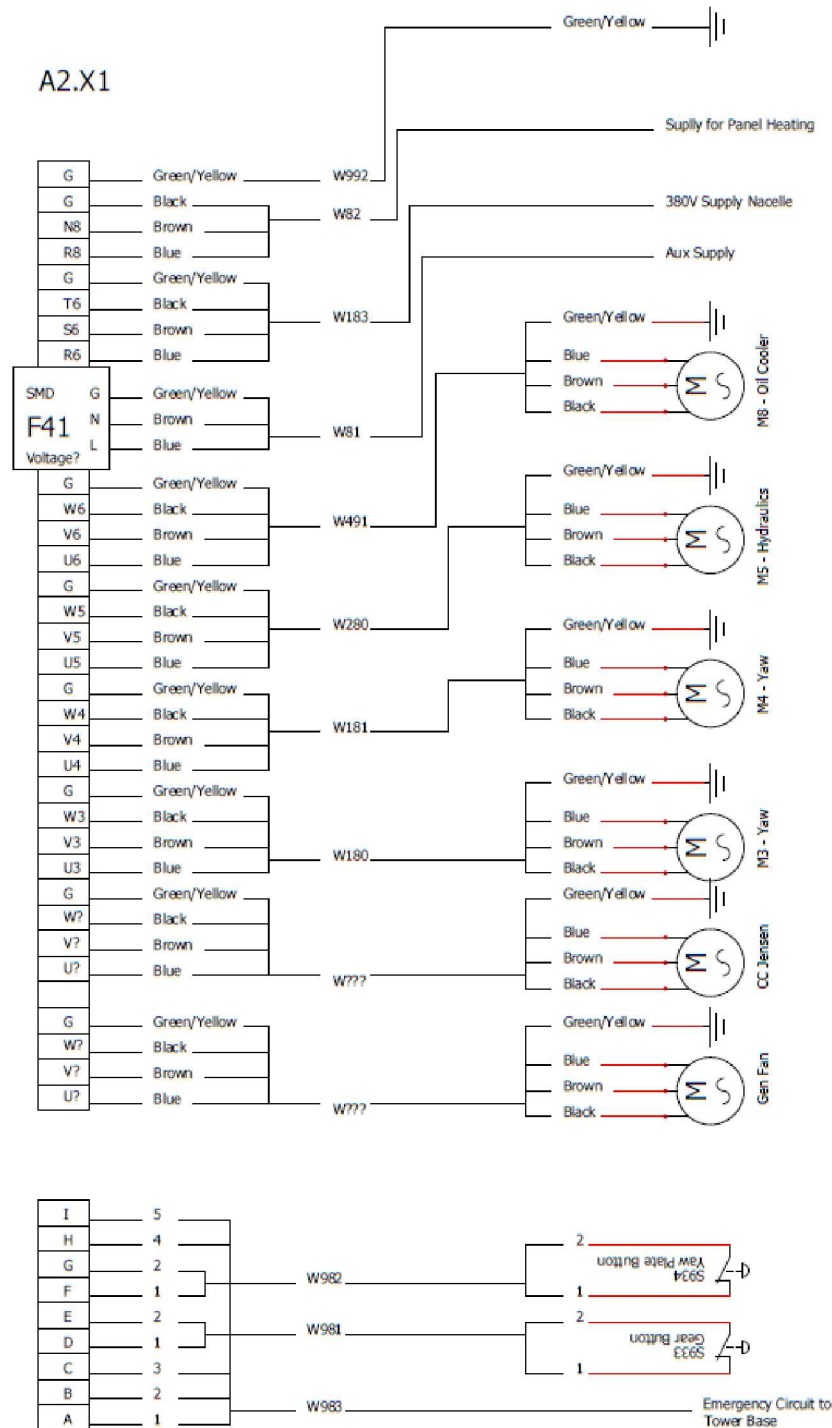 Green/Yellow
A2.X1
Suplly for Panel Heating
G Green/Yellow W992
G Black
N8 Brown W82 380V Supply Nacelle
R8 Blue
G Green/Yellow Aux Supply
T6 Black
S6 Brown W183 Green/Yellow
R6 Blue
Blue
Brown
Black
M8 - Oil Cooler
SMD G Green/Yellow
F41 N Brown W81
Voltage? L Blue
G Green/Yellow
W6 Black W491
V6 Brown
U6 Blue
Green/Yellow
Blue
Brown
Black
M5 - Hydraulics
G Green/Yellow
W5 Black W280
V5 Brown
U5 Blue
Green/Yellow
Blue
Brown
Black
M4 - Yaw
G Green/Yellow
W4 Black W181
V4 Brown
U4 Blue
Green/Yellow
Blue
Brown
Black
M3 - Yaw
G Green/Yellow
W3 Black
V3 Brown W180
U3 Blue
Green/Yellow
Blue
Brown
Black
CC Jensen
G Green/Yellow
W? Black
V? Brown
U? Blue W???
Green/Yellow
Blue
Brown
Black
Gen Fan
G Green/Yellow
W? Black
V? Brown
U? Blue W???
M S
M S
M S
M S
M S
M S
I 5
H 4
G 2 W982 2
F 1 1
S934
Yaw Plate Button
E 2 W981 2
D 1 1
S933
Gear Button
C 3
B 2
A 1 W983 Emergency Circuit to
Tower Base